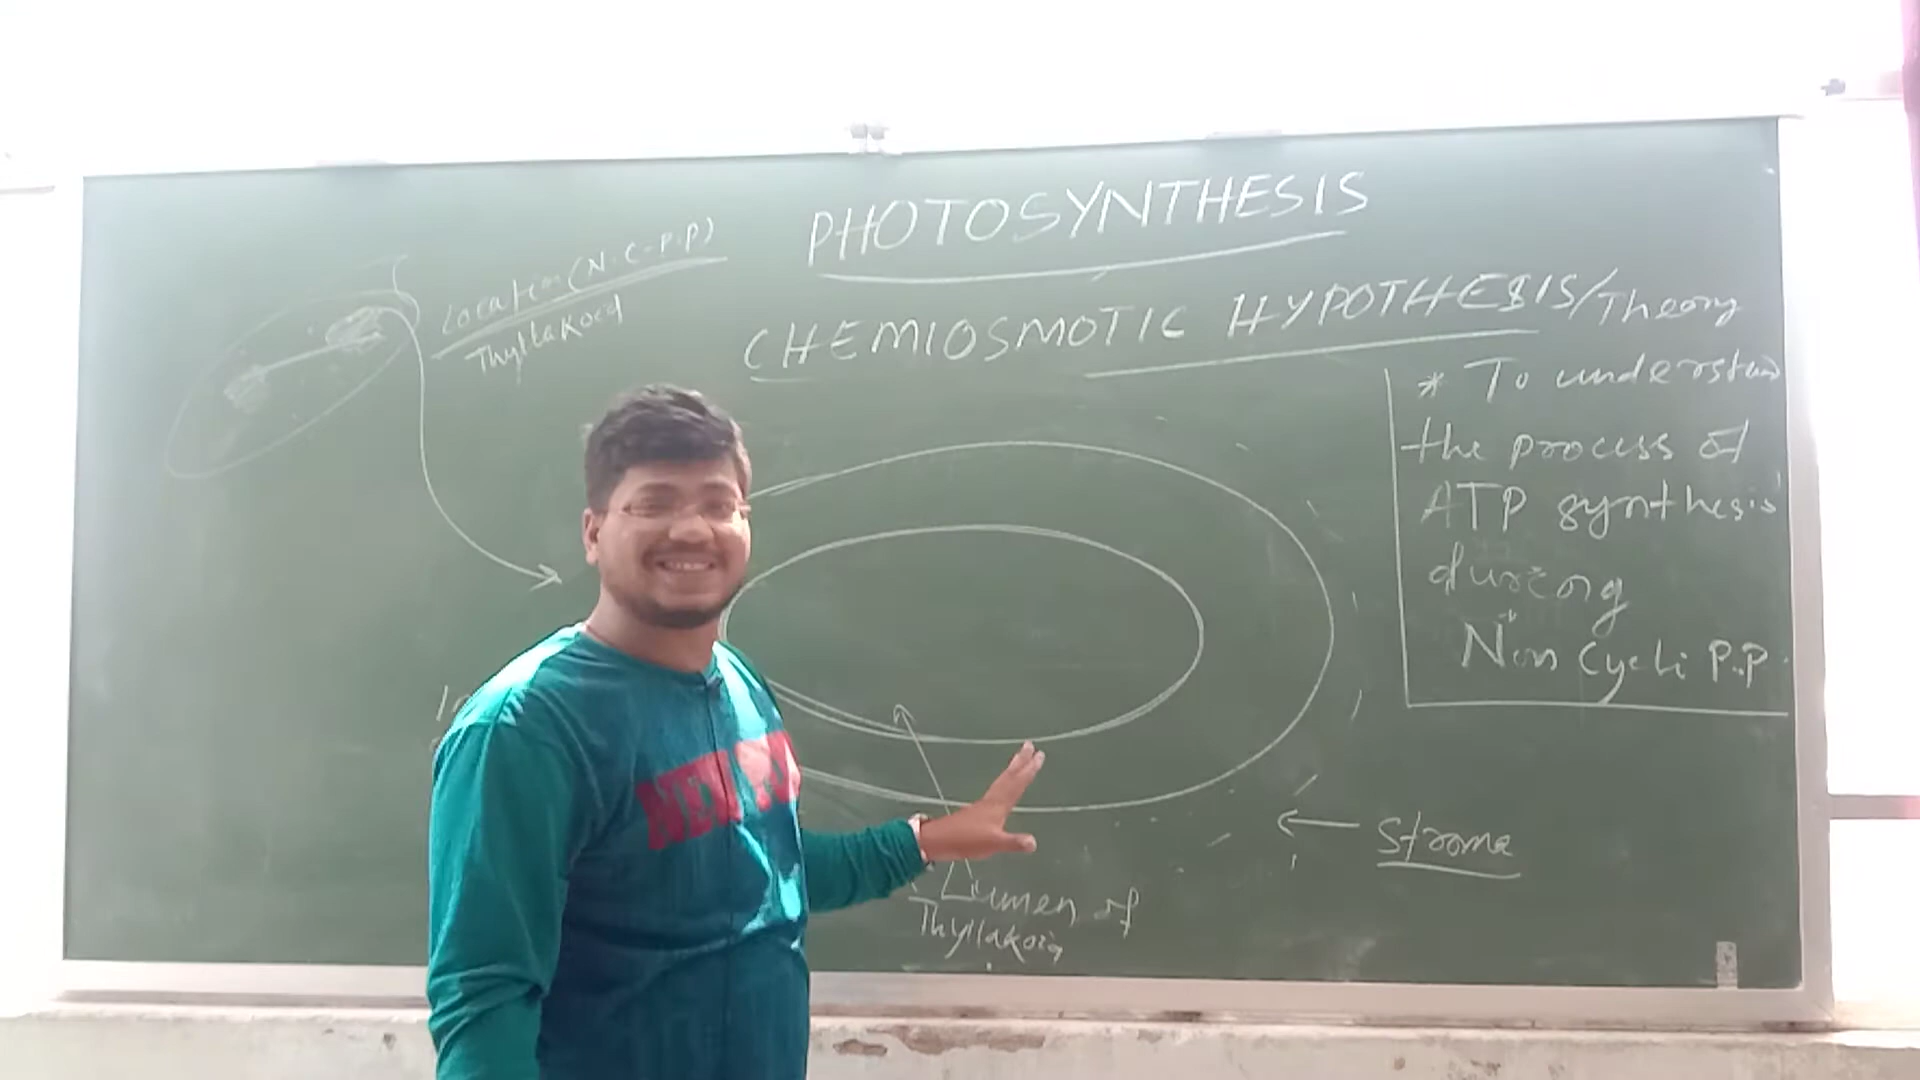 PHOTOSYNTHESIS
CHEMIOSMOTIC HYPOTHESIS/Theory
Location (N.C-P.P)
Thyllakoid
* To understand
the process of
ATP synthesis
during
Non Cyclic P.P.
Stroma
Lumen of
Thyllakoid
NEW